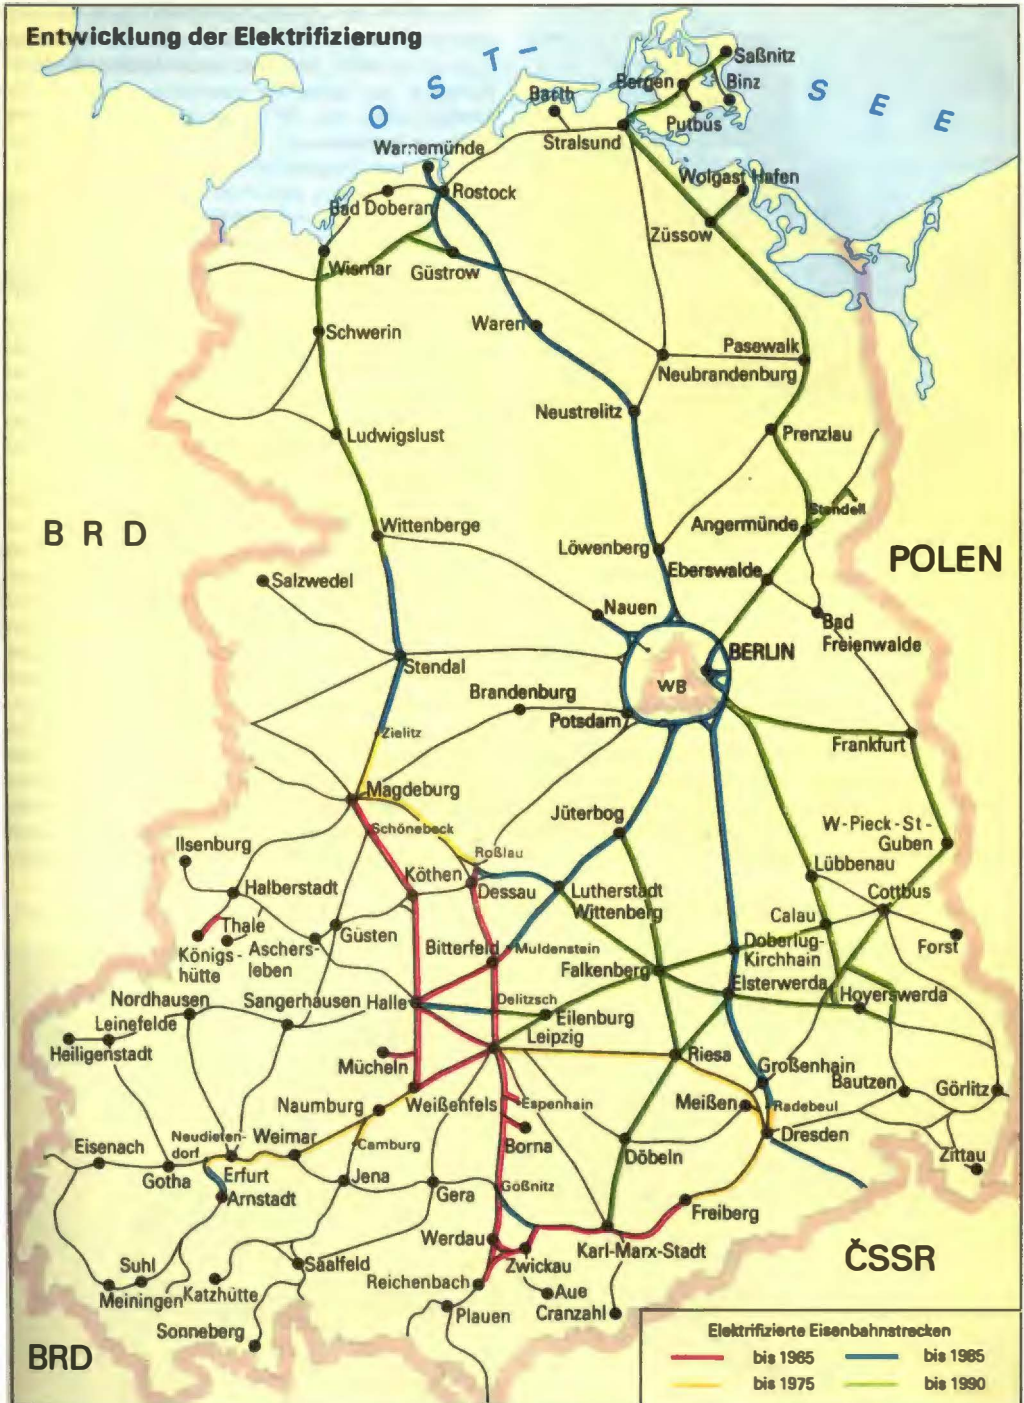 Entwicklung der Elektrifizierung
O S T - S E E
Saßnitz
Bergen
Binz
Barth
Putbus
Stralsund
Warnemünde
Wolgast Hafen
Rostock
Bad Doberan
Züssow
Wismar
Güstrow
Schwerin
Waren
Pasewalk
Neubrandenburg
Neustrelitz
Ludwigslust
Prenzlau
Wittenberge
Stendell
Angermünde
B R D
Löwenberg
POLEN
Eberswalde
Salzwedel
Nauen
Bad
Freienwalde
BERLIN
Stendal
WB
Brandenburg
Potsdam
Zielitz
Frankfurt
Magdeburg
Jüterbog
Schönebeck
W-Pieck-St-
Guben
Ilsenburg
Roßlau
Köthen
Lübbenau
Halberstadt
Dessau
Lutherstadt
Wittenberg
Cottbus
Thale
Königs-
hütte
Aschers-
leben
Güsten
Calau
Bitterfeld
Muldenstein
Doberlug-
Kirchhain
Forst
Falkenberg
Elsterwerda
Nordhausen
Sangerhausen
Halle
Delitzsch
Hoyerswerda
Leinefelde
Eilenburg
Heiligenstadt
Leipzig
Riesa
Mücheln
Großenhain
Bautzen
Görlitz
Naumburg
Weißenfels
Espenhain
Meißen
Radebeul
Neudieten-
dorf
Weimar
Camburg
Borna
Dresden
Eisenach
Döbeln
Zittau
Gotha
Erfurt
Jena
Gera
Gößnitz
Arnstadt
Freiberg
Werdau
Karl-Marx-Stadt
ČSSR
Suhl
Saalfeld
Zwickau
Reichenbach
Meiningen
Katzhütte
Aue
Plauen
Cranzahl
Sonneberg
BRD
Elektrifizierte Eisenbahnstrecken
bis 1965
bis 1985
bis 1975
bis 1990